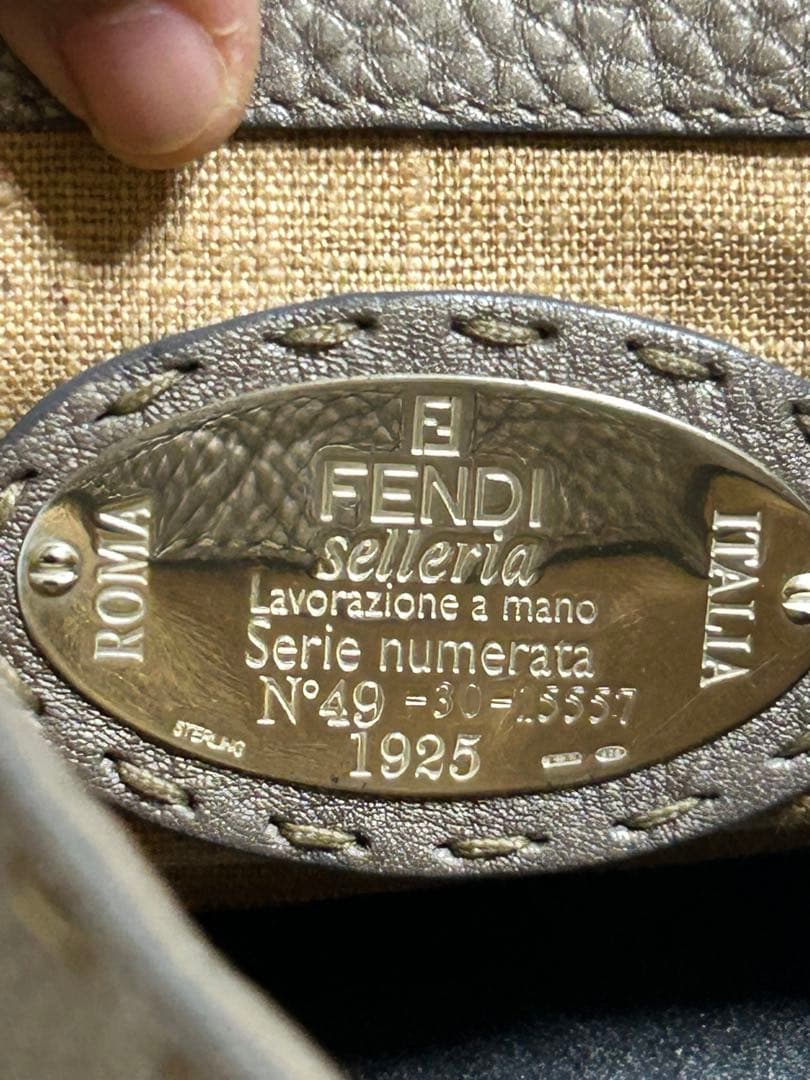 FENDI
selleria
Lavorazione a mano
Serie numerata
N°49 -30-15557
1925
ROMA
ITALIA
STERLING